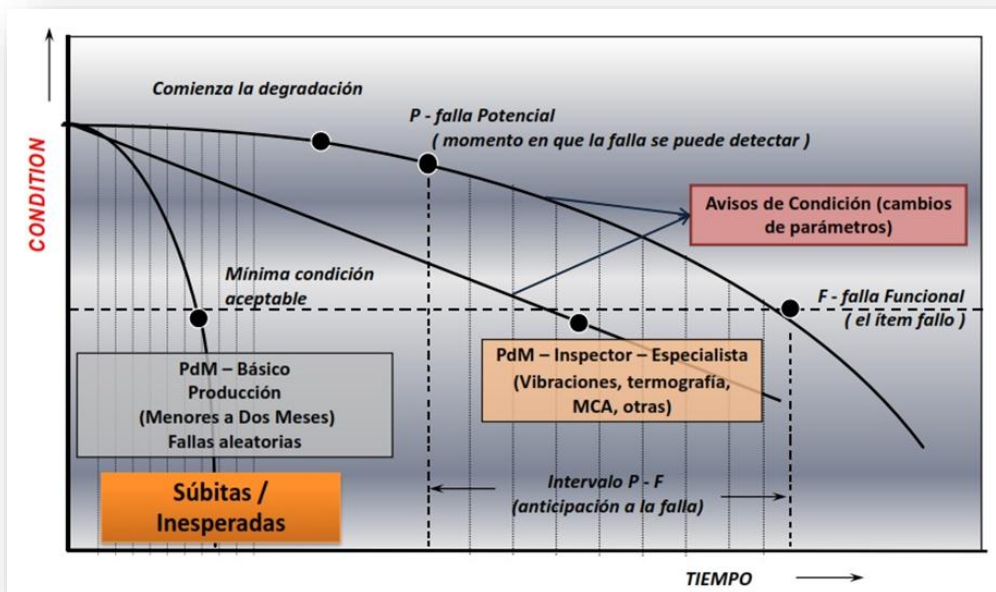 Comienza la degradación
P - falla Potencial
( momento en que la falla se puede detectar )
CONDITION
Avisos de Condición (cambios
de parámetros)
Mínima condición
aceptable
F - falla Funcional
( el ítem fallo )
PdM – Básico
Producción
(Menores a Dos Meses)
Fallas aleatorias
PdM – Inspector – Especialista
(Vibraciones, termografía,
MCA, otras)
Súbitas /
Inesperadas
Intervalo P - F
(anticipación a la falla)
TIEMPO